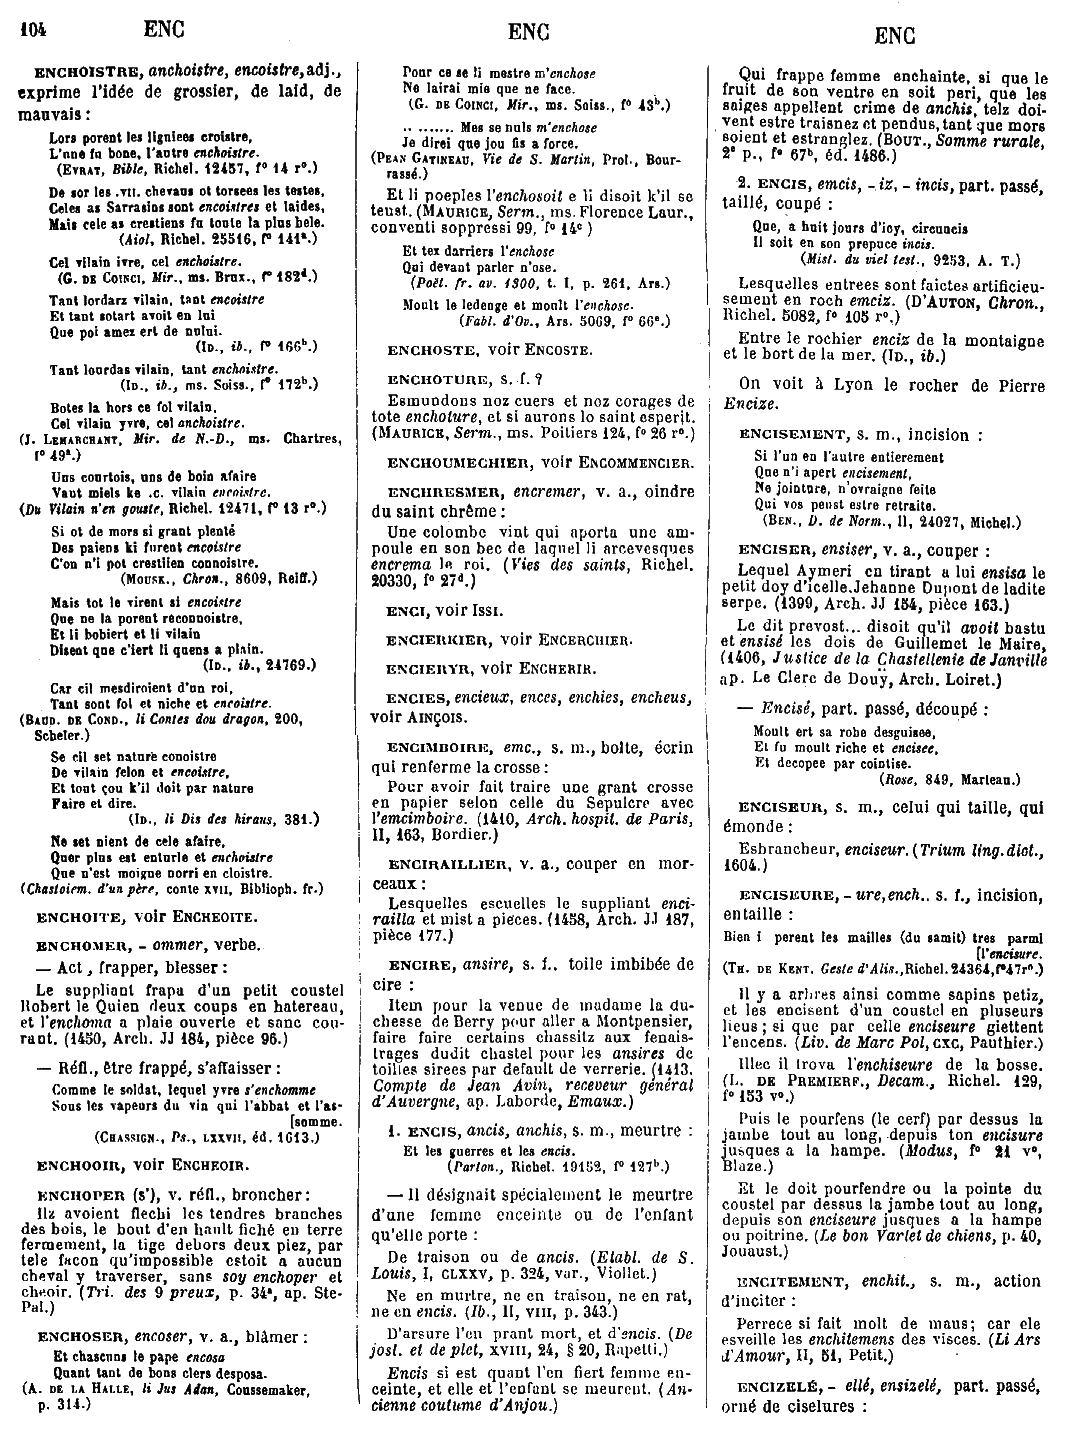 104 ENC
ENC
ENC
ENCHOISTRE, anchoistre, encoistre, adj.,
exprime l'idée de grossier, de laid, de
mauvais :
Lors porent les ligniees croistre,
L'une fu bone, l'autre enchoistre.
(EVRAT, Bible, Richel. 12457, f° 14 r°.)
De sor les .VII. chevaus ot torsees les testes,
Celes as Sarrasins sont encoistres et laides,
Mais cele as crestiens fu toute la plus bele.
(Aiol, Richel. 25516, f° 141ª.)
Cel vilain ivre, cel enchoistre.
(G. DE COINCI, Mir., ms. Brux., f° 182d.)
Tant lordarz vilain, tant encoistre
Et tant sotart avoit en lui
Que poi amez ert de nului.
(ID., ib., f° 166b.)
Tant lourdas vilain, tant enchoistre.
(ID., ib., ms. Soiss., f° 172b.)
Botes la hors ce fol vilain,
Cel vilain yvre, cel anchoistre.
(J. LEMARCHANT, Mir. de N.-D., ms. Chartres,
f° 49ª.)
Uns courtois, uns de boin afaire
Vaut miels ke .c. vilain encoistre.
(Du Vilain n'en gouste, Richel. 12471, f° 13 r°.)
Si ot de mors si grant plenté
Des paiens ki furent encoistre
C'on n'i pot crestiien connoistre.
(MOUSK., Chron., 8609, Reiff.)
Mais tot le virent si encoistre
Que ne la porent reconnoistre,
Et li bobiert et li vilain
Disent que c'iert li quens a plain.
(ID., ib., 24769.)
Car cil mesdiroient d'un roi,
Tant sont fol et niche et encoistre.
(BAUD. DE COND., li Contes dou dragon, 200,
Scheler.)
Se cil set nature conoistre
De vilain felon et encoistre,
Et tout çou k'il doit par nature
Faire et dire.
(ID., li Dis des hiraus, 381.)
Ne set nient de cele afaire,
Quer plus est enturle et enchoistre
Que n'est moigne norri en cloistre.
(Chastoiem. d'un père, conte XVII, Biblioph. fr.)
ENCHOITE, voir ENCHEOITE.
ENCHOMER, - ommer, verbe.
— Act, frapper, blesser :
Le suppliant frapa d'un petit coustel
Robert le Quien deux coups en hatereau,
et l'enchoma a plaie ouverte et sanc cou-
rant. (1450, Arch. JJ 184, pièce 96.)
— Réfl., être frappé, s'affaisser :
Comme le soldat, lequel yvre s'enchomme
Sous les vapeurs du vin qui l'abbat et l'as-
[somme.
(CHASSIGN., Ps., LXXVII, éd. 1613.)
ENCHOOIR, voir ENCHEOIR.
ENCHOPER (s'), v. réfl., broncher :
Ilz avoient flechi les tendres branches
des bois, le bout d'en hault fiché en terre
fermement, la tige debors deux piez, par
tele facon qu'impossible estoit a aucun
cheval y traverser, sans soy enchoper et
cheoir. (Tri. des 9 preux, p. 34ª, ap. Ste-
Pal.)
ENCHOSER, encoser, v. a., blâmer :
Et chascuns le pape encosa
Quant tant de bons clers desposa.
(A. DE LA HALLE, li Jus Adan, Coussemaker,
p. 314.)
Pour ce se li mestre m'enchose
Ne lairai mie que ne face.
(G. DE COINCI, Mir., ms. Soiss., f° 43b.)
.. ....... Mes se nuls m'enchose
Je direi que jou fis a force.
(PEAN GATINEAU, Vie de S. Martin, Prol., Bour-
rassé.)
Et li poeples l'enchosoit e li disoit k'il se
teust. (MAURICE, Serm., ms. Florence Laur.,
conventi soppressi 99, f° 14c)
Et tex darriers l'enchose
Qui devant parler n'ose.
(Poët. fr. av. 1300, t. I, p. 261, Ars.)
Moult le ledenge et moult l'enchose.
(Fabl. d'Ov., Ars. 5069, f° 66ª.)
ENCHOSTE, voir ENCOSTE.
ENCHOTURE, s. f. ?
Esmundons noz cuers et noz corages de
tote enchoture, et si aurons lo saint esperit.
(MAURICE, Serm., ms. Poitiers 124, f° 26 r°.)
ENCHOUMECHIER, voir ENCOMMENCIER.
ENCHRESMER, encremer, v. a., oindre
du saint chrême :
Une colombe vint qui aporta une am-
poule en son bec de laquel li arcevesques
encrema le roi. (Vies des saints, Richel.
20330, f° 27d.)
ENCI, voir ISSI.
ENCIERKIER, voir ENCERCHIER.
ENCIERYR, voir ENCHERIR.
ENCIES, encieux, ences, enchies, encheus,
voir AINÇOIS.
ENCIMBOIRE, emc., s. m., boîte, écrin
qui renferme la crosse :
Pour avoir fait traire une grant crosse
en papier selon celle du Sepulcre avec
l'emcimboire. (1410, Arch. hospit. de Paris,
II, 163, Bordier.)
ENCIRAILLIER, v. a., couper en mor-
ceaux :
Lesquelles escuelles le suppliant enci-
railla et mist a pieces. (1458, Arch. JJ 187,
pièce 177.)
ENCIRE, ansire, s. f., toile imbibée de
cire :
Item pour la venue de madame la du-
chesse de Berry pour aller a Montpensier,
faire faire certains chassitz aux fenais-
trages dudit chastel pour les ansires de
toilles sirees par default de verrerie. (1413.
Compte de Jean Avin, receveur général
d'Auvergne, ap. Laborde, Emaux.)
1. ENCIS, ancis, anchis, s. m., meurtre :
Et les guerres et les encis.
(Parton., Richel. 19152, f° 127b.)
— Il désignait spécialement le meurtre
d'une femme enceinte ou de l'enfant
qu'elle porte :
De traison ou de ancis. (Etabl. de S.
Louis, I, CLXXV, p. 324, var., Viollet.)
Ne en murtre, ne en traison, ne en rat,
ne en encis. (Ib., II, VIII, p. 343.)
D'arsure l'en prant mort, et d'encis. (De
jost. et de plet, XVIII, 24, § 20, Rapetti.)
Encis si est quant l'en fiert femme en-
ceinte, et elle et l'enfant se meurent. (An-
cienne coutume d'Anjou.)
Qui frappe femme enchainte, si que le
fruit de son ventre en soit peri, que les
saiges appellent crime de anchis, telz doi-
vent estre traisnez et pendus, tant que mors
soient et estranglez. (BOUT., Somme rurale,
2ª p., f° 67b, éd. 1486.)
2. ENCIS, emcis, - iz, - incis, part. passé,
taillé, coupé :
Que, a huit jours d'icy, circuncis
Il soit en son prepuce incis.
(Mist. du viel test., 9253, A. T.)
Lesquelles entrees sont faictes artificieu-
sement en roch emciz. (D'AUTON, Chron.,
Richel. 5082, f° 105 r°.)
Entre le rochier enciz de la montaigne
et le bort de la mer. (ID., ib.)
On voit à Lyon le rocher de Pierre
Encize.
ENCISEMENT, s. m., incision :
Si l'un en l'autre entierement
Que n'i apert encisement,
Ne jointure, n'ovraigne feite
Qui vos peust estre retraite.
(BEN., D. de Norm., II, 24027, Michel.)
ENCISER, ensiser, v. a., couper :
Lequel Aymeri en tirant a lui ensisa le
petit doy d'icelle Jehanne Dupont de ladite
serpe. (1399, Arch. JJ 154, pièce 163.)
Le dit prevost... disoit qu'il avoit bastu
et ensisé les dois de Guillemet le Maire,
(1406, Justice de la Chastellenie de Janville
ap. Le Clerc de Douÿ, Arch. Loiret.)
— Encisé, part. passé, découpé :
Moult ert sa robe desguisee,
Et fu moult riche et encisee,
Et decopee par cointise.
(Rose, 849, Marteau.)
ENCISEUR, s. m., celui qui taille, qui
émonde :
Esbrancheur, enciseur. (Trium ling. dict.,
1604.)
ENCISEURE, - ure, ench.. s. f., incision,
entaille :
Bien i perent les mailles (du samit) tres parmi
[l'encisure.
(TH. DE KENT, Geste d'Alis., Richel. 24364, f° 47 r°.)
Il y a arbres ainsi comme sapins petiz,
et les encisent d'un coustel en pluseurs
lieus ; si que par celle enciseure giettent
l'encens. (Liv. de Marc Pol, CXC, Pauthier.)
Illec il trova l'enchiseure de la bosse.
(L. DE PREMIERF., Decam., Richel. 129,
f° 153 v°.)
Puis le pourfens (le cerf) par dessus la
jambe tout au long, depuis ton encisure
jusques a la hampe. (Modus, f° 21 v°,
Blaze.)
Et le doit pourfendre ou la pointe du
coustel par dessus la jambe tout au long,
depuis son enciseure jusques a la hampe
ou poitrine. (Le bon Varlet de chiens, p. 40,
Jouaust.)
ENCITEMENT, enchit., s. m., action
d'inciter :
Perrece si fait molt de maus; car ele
esveille les enchitemens des visces. (Li Ars
d'Amour, II, 51, Petit.)
ENCIZELÉ, - ellé, ensizelé, part. passé,
orné de ciselures :